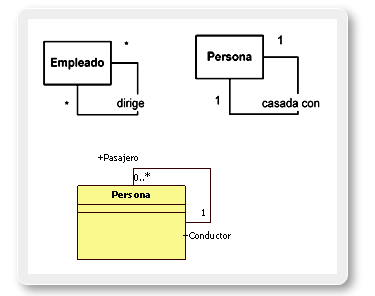 *
Empleado
*
dirige
1
Persona
1
casada con
+Pasajero
0..*
Persona
1
+Conductor